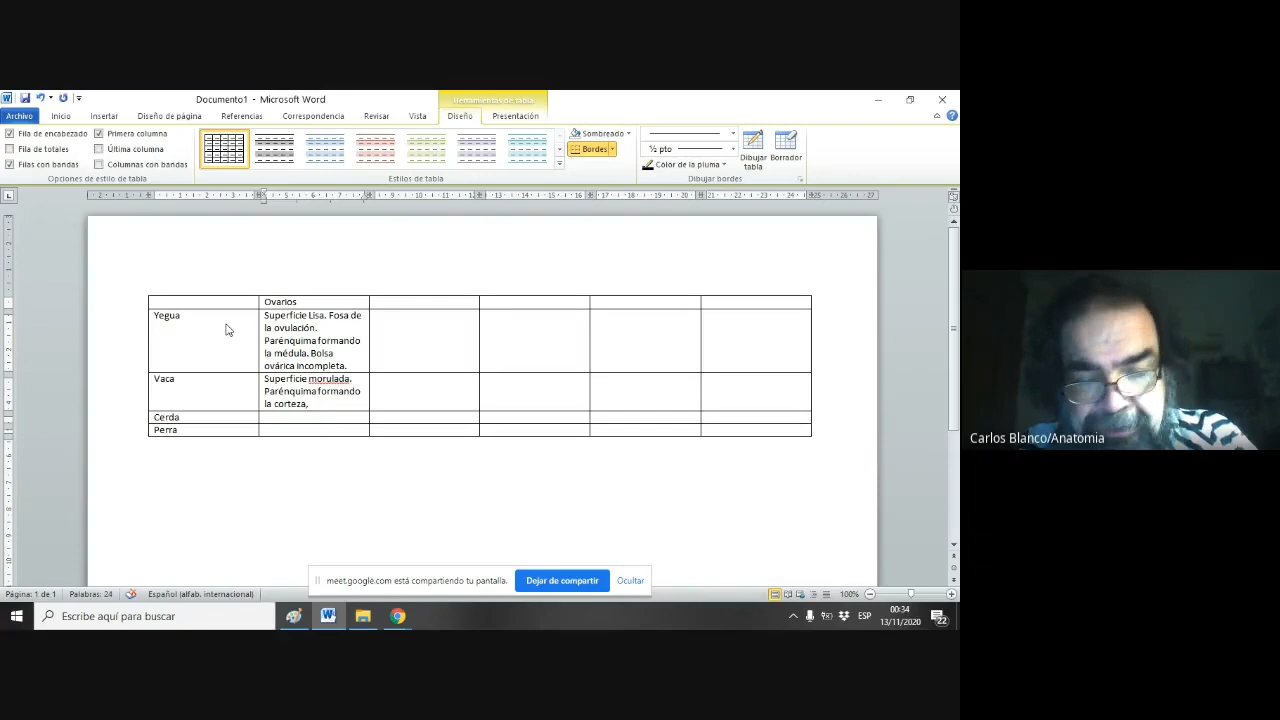 Documento1 - Microsoft Word
Herramientas de tabla
Archivo Inicio Insertar Diseño de página Referencias Correspondencia Revisar Vista Diseño Presentación
Fila de encabezado Primera columna
Fila de totales Última columna
Filas con bandas Columnas con bandas
Opciones de estilo de tabla
Estilos de tabla
Sombreado
Bordes
½ pto
Color de la pluma
Dibujar tabla
Borrador
Dibujar bordes
Ovarios
Yegua
Superficie Lisa. Fosa de
la ovulación.
Parénquima formando
la médula. Bolsa
ovárica incompleta.
Vaca
Superficie morulada.
Parénquima formando
la corteza,
Cerda
Perra
meet.google.com está compartiendo tu pantalla. Dejar de compartir Ocultar
Página: 1 de 1 Palabras: 24 Español (alfab. internacional) 100%
Escribe aquí para buscar
ESP
00:34
13/11/2020
22
Carlos Blanco/Anatomia